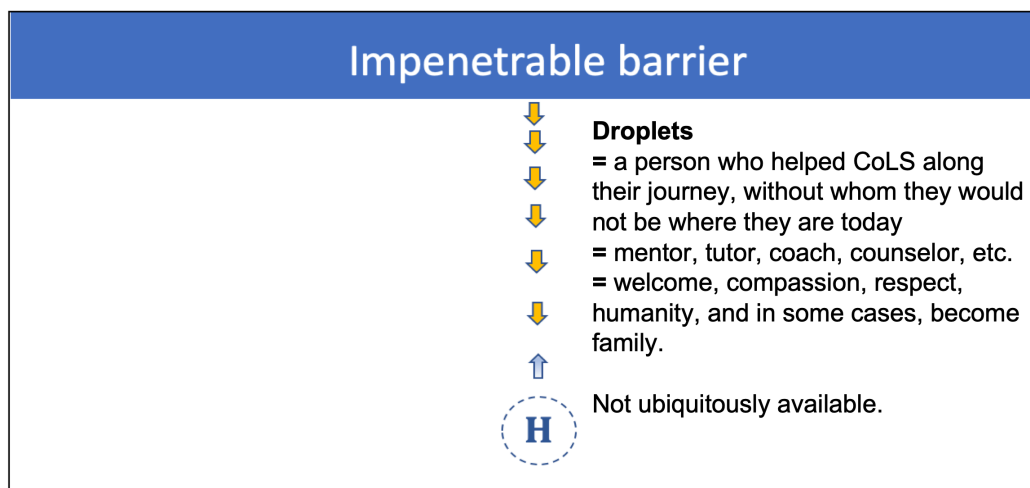 Impenetrable barrier
Droplets
= a person who helped CoLS along
their journey, without whom they would
not be where they are today
= mentor, tutor, coach, counselor, etc.
= welcome, compassion, respect,
humanity, and in some cases, become
family.
Not ubiquitously available.
H